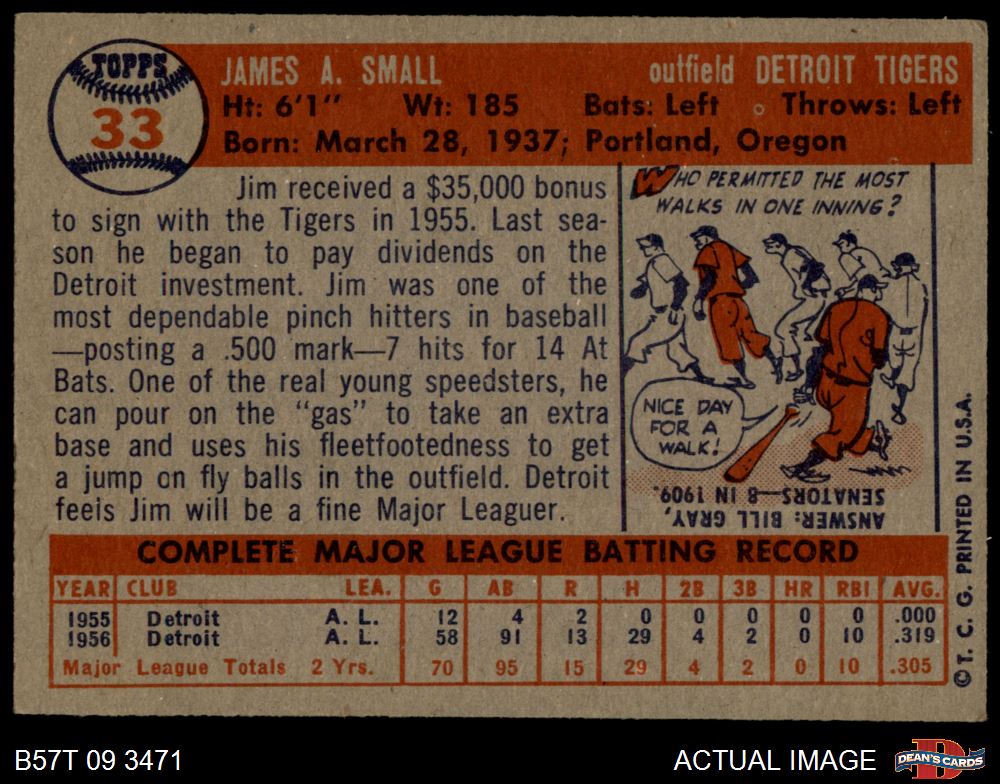 TOPPS
33
JAMES A. SMALL outfield DETROIT TIGERS
Ht: 6'1" Wt: 185 Bats: Left Throws: Left
Born: March 28, 1937; Portland, Oregon
Jim received a $35,000 bonus
to sign with the Tigers in 1955. Last sea-
son he began to pay dividends on the
Detroit investment. Jim was one of the
most dependable pinch hitters in baseball
—posting a .500 mark—7 hits for 14 At
Bats. One of the real young speedsters, he
can pour on the "gas" to take an extra
base and uses his fleetfootedness to get
a jump on fly balls in the outfield. Detroit
feels Jim will be a fine Major Leaguer.
WHO PERMITTED THE MOST
WALKS IN ONE INNING?
NICE DAY
FOR A
WALK!
ANSWER: BILL GRAY,
SENATORS—8 IN 1909.
COMPLETE MAJOR LEAGUE BATTING RECORD
YEAR CLUB LEA. G AB R H 2B 3B HR RBI AVG.
1955 Detroit A. L. 12 4 2 0 0 0 0 0 .000
1956 Detroit A. L. 58 91 13 29 4 2 0 10 .319
Major League Totals 2 Yrs. 70 95 15 29 4 2 0 10 .305
© T. C. G. PRINTED IN U.S.A.
B57T 09 3471 ACTUAL IMAGE
DEAN'S CARDS